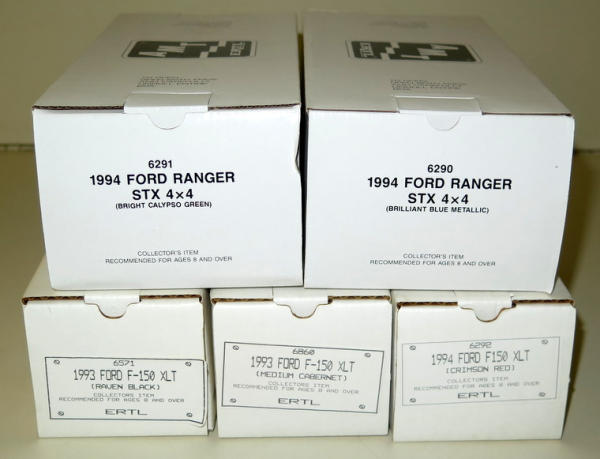 AMT
ERTL
6291
1994 FORD RANGER
STX 4×4
(BRIGHT CALYPSO GREEN)
COLLECTOR'S ITEM
RECOMMENDED FOR AGES 8 AND OVER
6290
1994 FORD RANGER
STX 4×4
(BRILLIANT BLUE METALLIC)
COLLECTOR'S ITEM
RECOMMENDED FOR AGES 8 AND OVER
6571
1993 FORD F-150 XLT
(RAVEN BLACK)
COLLECTORS ITEM
RECOMMENDED FOR AGES 8 AND OVER
ERTL
6860
1993 FORD F-150 XLT
(MEDIUM CABERNET)
COLLECTORS ITEM
RECOMMENDED FOR AGES 8 AND OVER
ERTL
6292
1994 FORD F150 XLT
(CRIMSON RED)
COLLECTORS ITEM
RECOMMENDED FOR AGES 8 AND OVER
ERTL